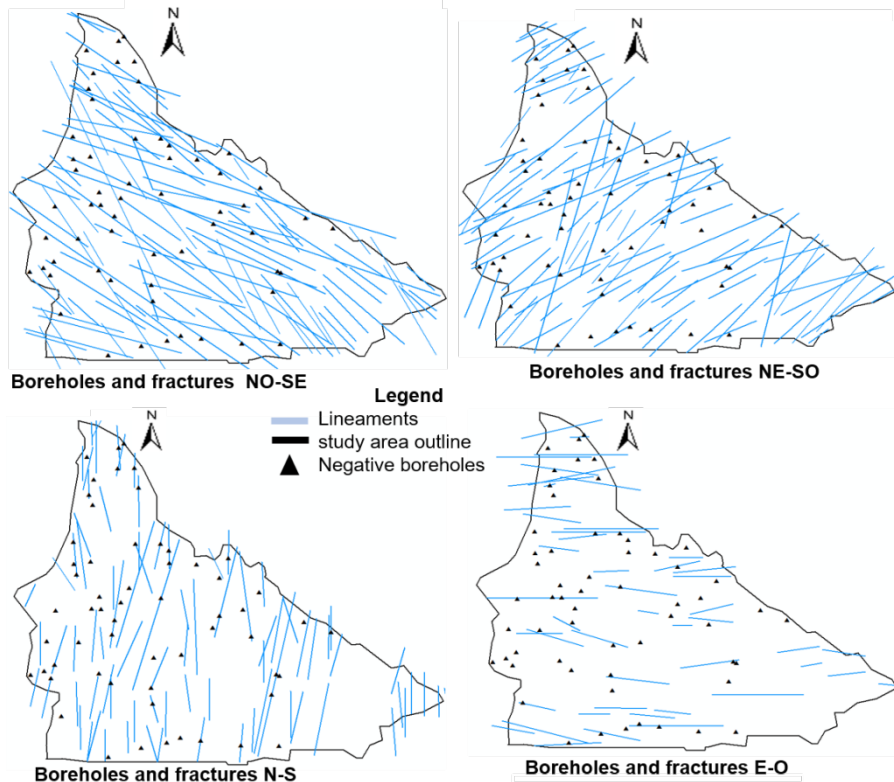 N
N
Boreholes and fractures NO-SE
Boreholes and fractures NE-SO
Legend
Lineaments
study area outline
Negative boreholes
N
N
Boreholes and fractures N-S
Boreholes and fractures E-O